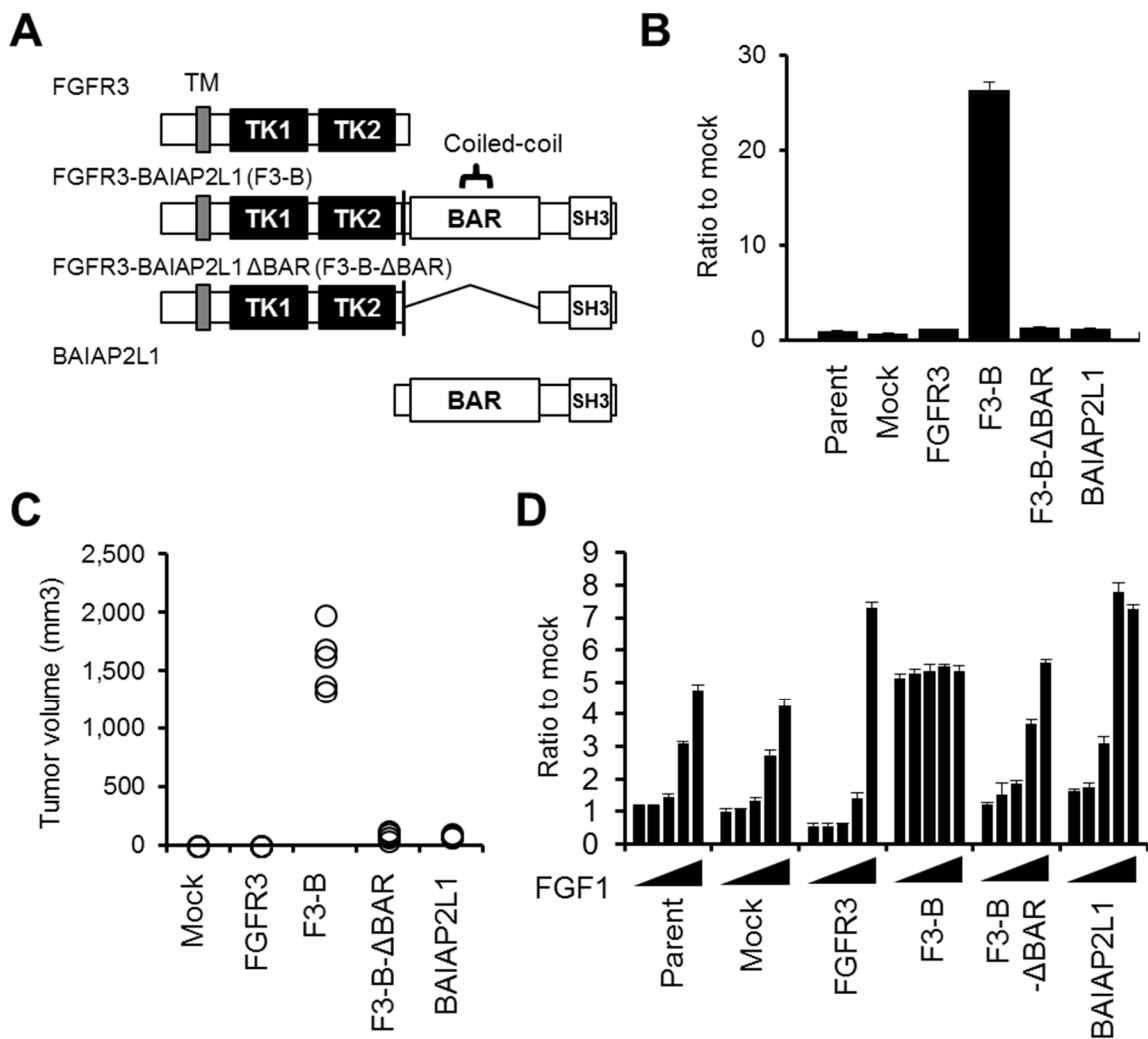 A
FGFR3
TM
TK1 TK2
Coiled-coil
FGFR3-BAIAP2L1 (F3-B)
TK1 TK2 BAR SH3
FGFR3-BAIAP2L1 ΔBAR (F3-B-ΔBAR)
TK1 TK2 SH3
BAIAP2L1
BAR SH3
B
Ratio to mock
30
20
10
0
Parent
Mock
FGFR3
F3-B
F3-B-ΔBAR
BAIAP2L1
C
Tumor volume (mm3)
2,500
2,000
1,500
1,000
500
0
Mock
FGFR3
F3-B
F3-B-ΔBAR
BAIAP2L1
D
Ratio to mock
9
8
7
6
5
4
3
2
1
0
FGF1
Parent
Mock
FGFR3
F3-B
F3-B
-ΔBAR
BAIAP2L1